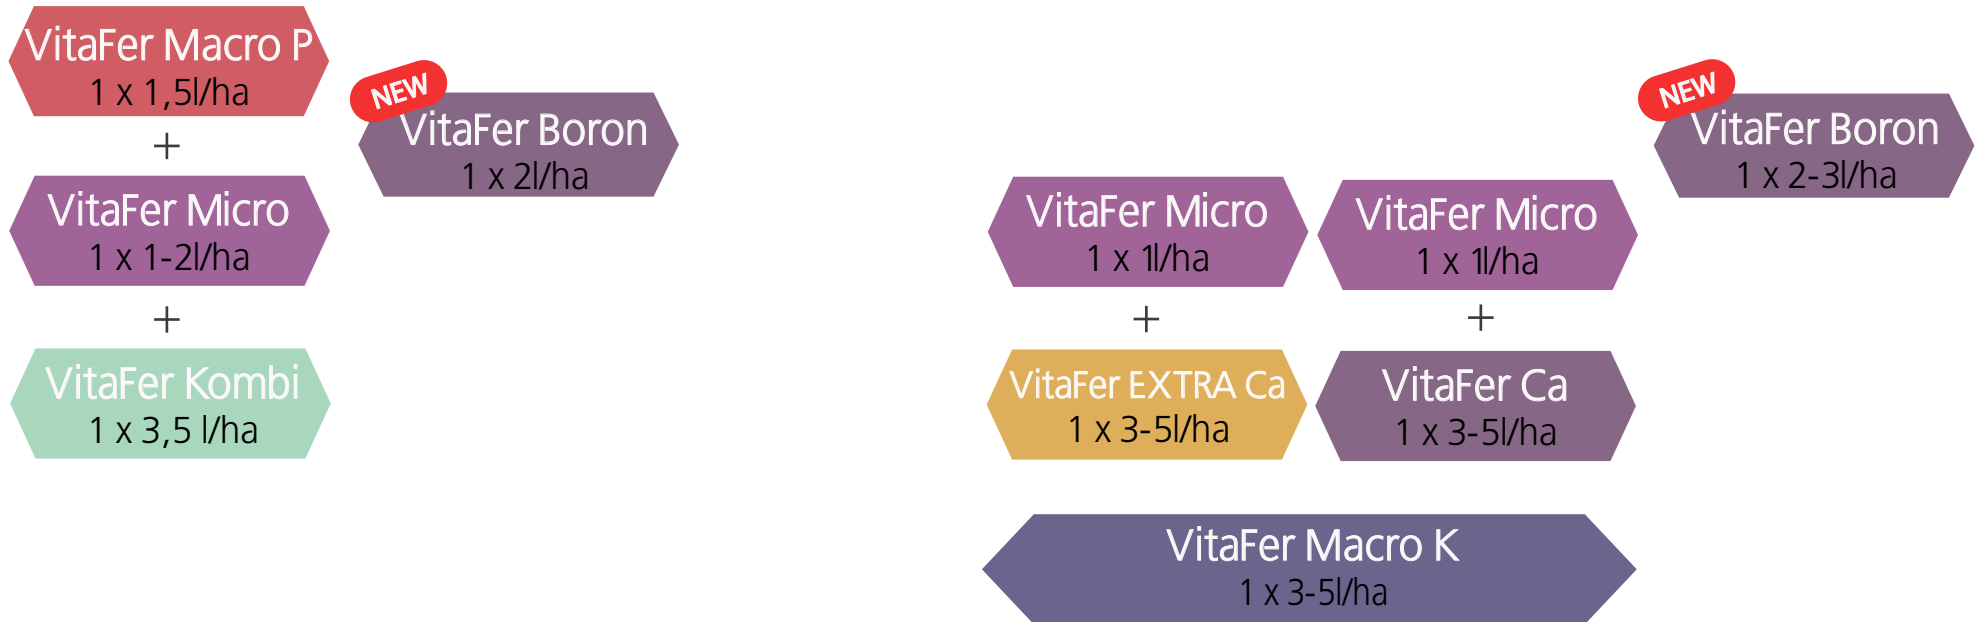 VitaFer Macro P
1 x 1,5l/ha
+
VitaFer Micro
1 x 1-2l/ha
+
VitaFer Kombi
1 x 3,5 l/ha
NEW
VitaFer Boron
1 x 2l/ha
VitaFer Micro
1 x 1l/ha
+
VitaFer EXTRA Ca
1 x 3-5l/ha
VitaFer Micro
1 x 1l/ha
+
VitaFer Ca
1 x 3-5l/ha
NEW
VitaFer Boron
1 x 2-3l/ha
VitaFer Macro K
1 x 3-5l/ha